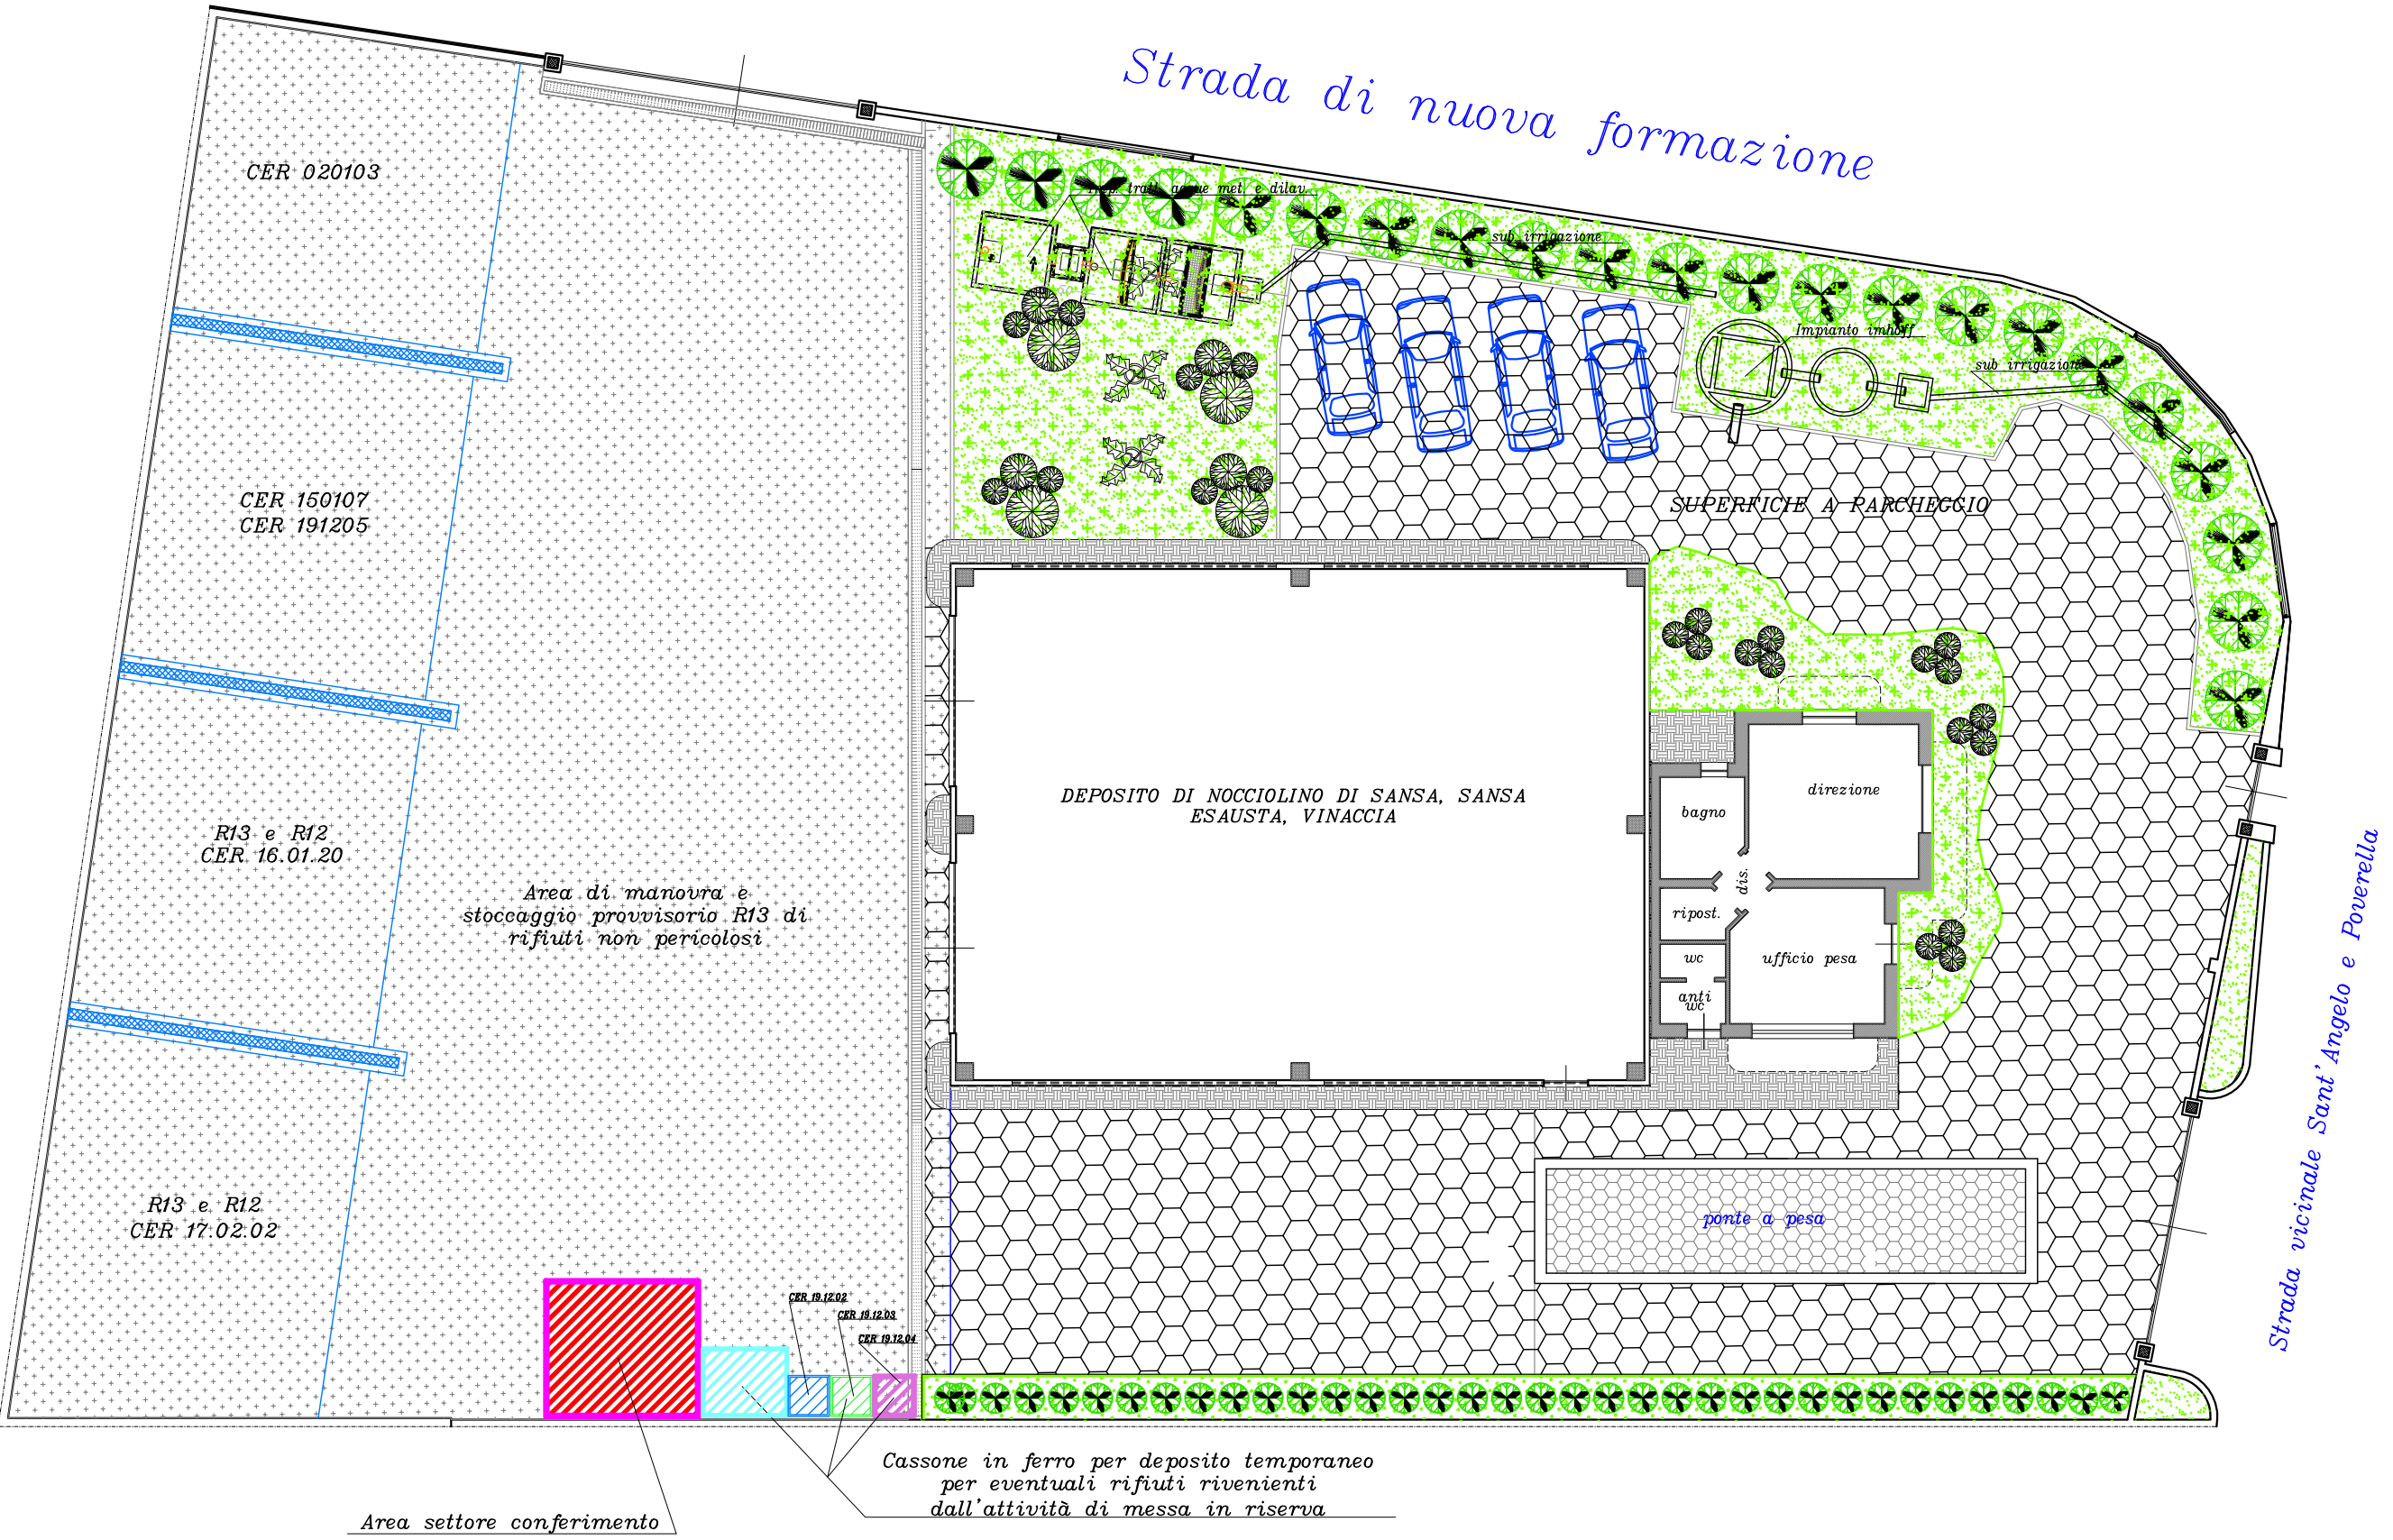 Strada di nuova formazione
CER 020103
Imp. tratt. acque met. e dilav.
sub irrigazione
Impianto imhoff
sub irrigazione
CER 150107
CER 191205
SUPERFICIE A PARCHEGGIO
R13 e R12
CER 16.01.20
Area di manovra e
stoccaggio provvisorio R13 di
rifiuti non pericolosi
DEPOSITO DI NOCCIOLINO DI SANSA, SANSA
ESAUSTA, VINACCIA
direzione
bagno
dis.
ripost.
wc
ufficio pesa
anti
wc
Strada vicinale Sant'Angelo e Poverella
R13 e R12
CER 17.02.02
ponte a pesa
CER 19.12.02
CER 19.12.03
CER 19.12.04
Cassone in ferro per deposito temporaneo
per eventuali rifiuti rivenienti
dall'attività di messa in riserva
Area settore conferimento